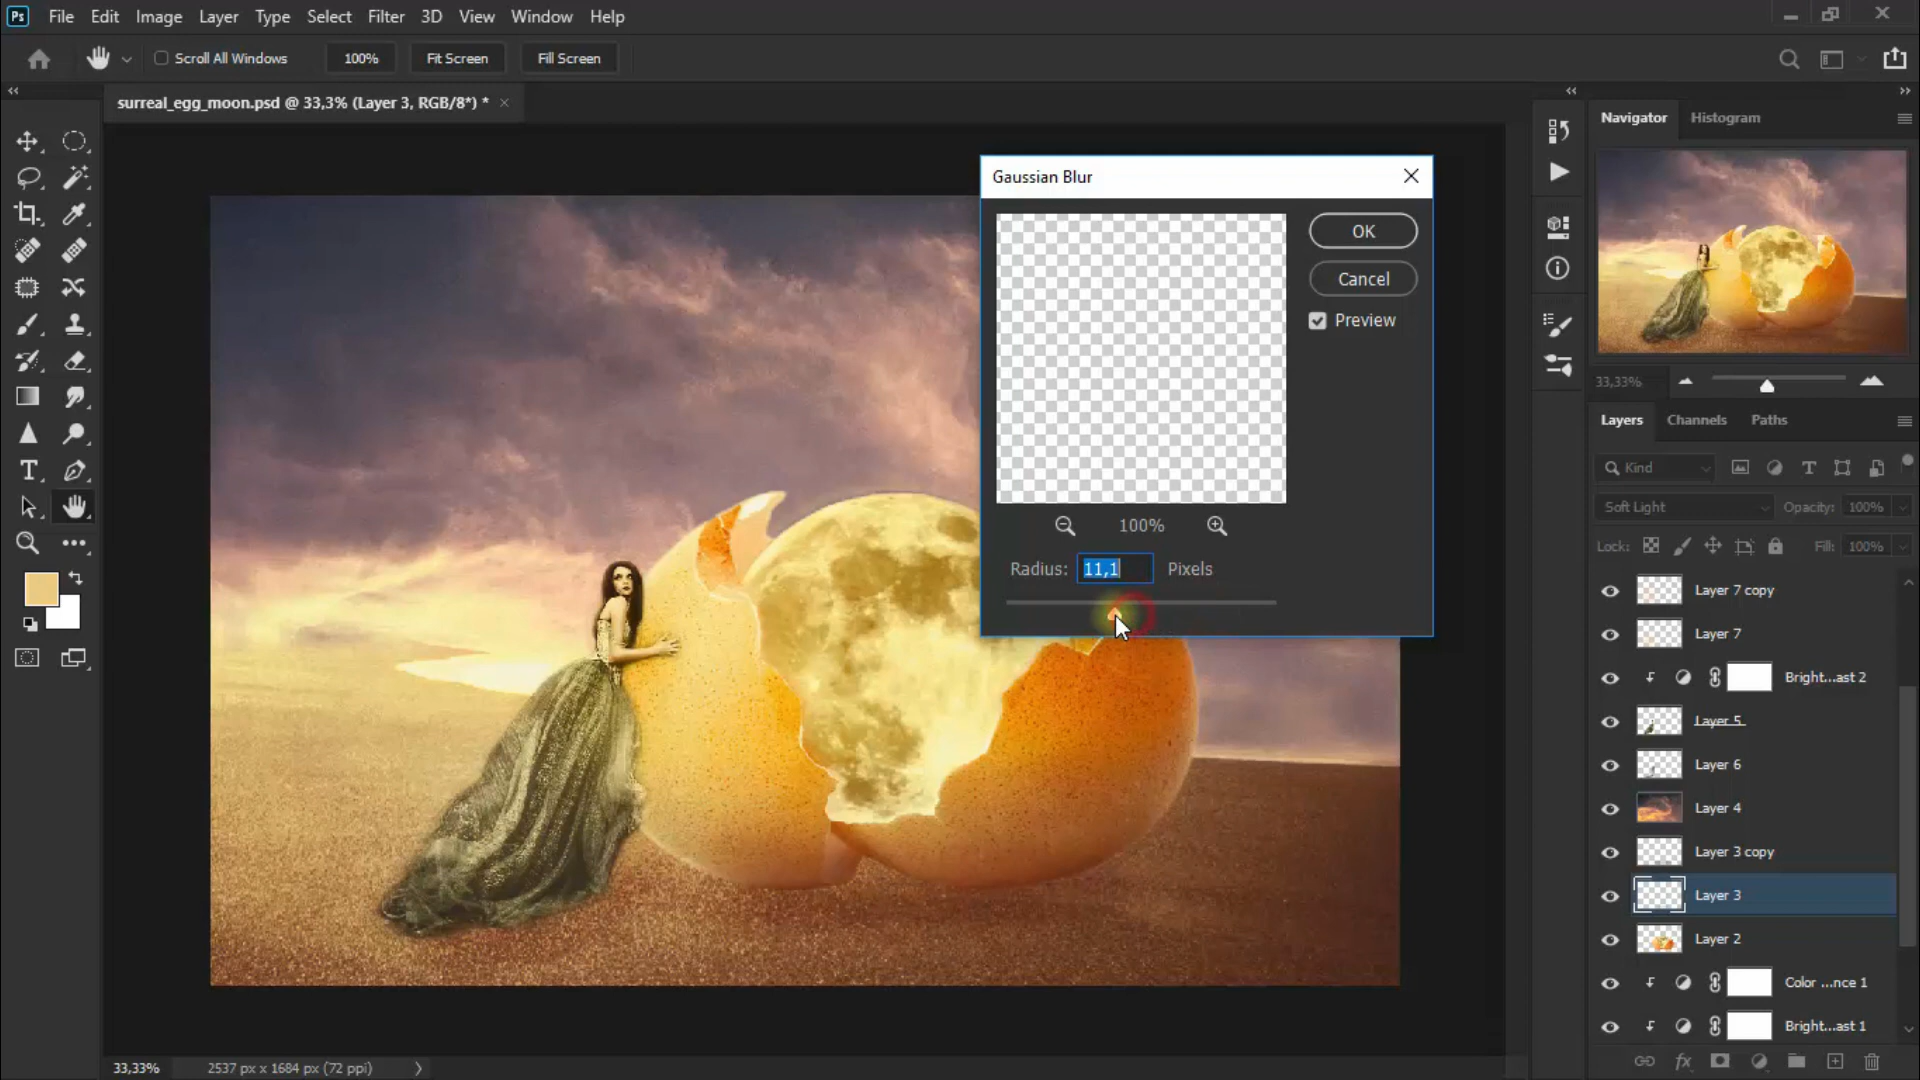 Ps File Edit Image Layer Type Select Filter 3D View Window Help
Scroll All Windows 100% Fit Screen Fill Screen
surreal_egg_moon.psd @ 33,3% (Layer 3, RGB/8*) *
Navigator Histogram
Gaussian Blur
OK
Cancel
Preview
100%
Radius: 11,1 Pixels
33,33%
Layers Channels Paths
Kind
Soft Light Opacity: 100%
Lock: Fill: 100%
Layer 7 copy
Layer 7
Bright...ast 2
Layer 5
Layer 6
Layer 4
Layer 3 copy
Layer 3
Layer 2
Color ...nce 1
Bright...ast 1
33,33% 2537 px x 1684 px (72 ppi)